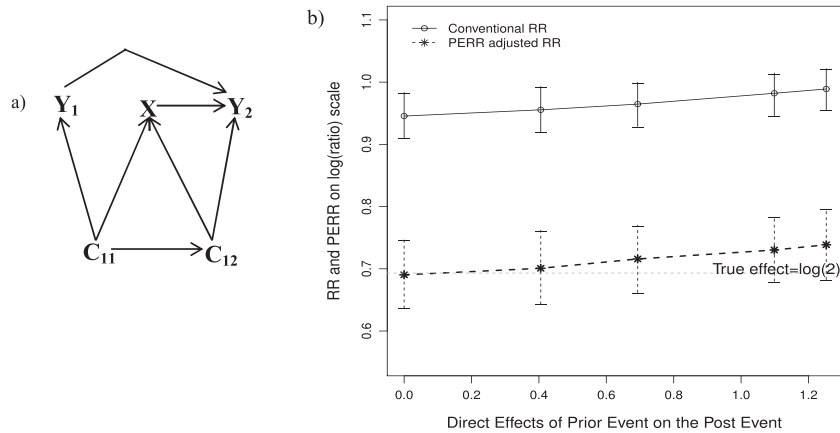 a)
Y1
X
Y2
C11
C12
b)
Conventional RR
PERR adjusted RR
RR and PERR on log(ratio) scale
1.1
1.0
0.9
0.8
0.7
0.6
True effect=log(2)
0.0 0.2 0.4 0.6 0.8 1.0 1.2
Direct Effects of Prior Event on the Post Event